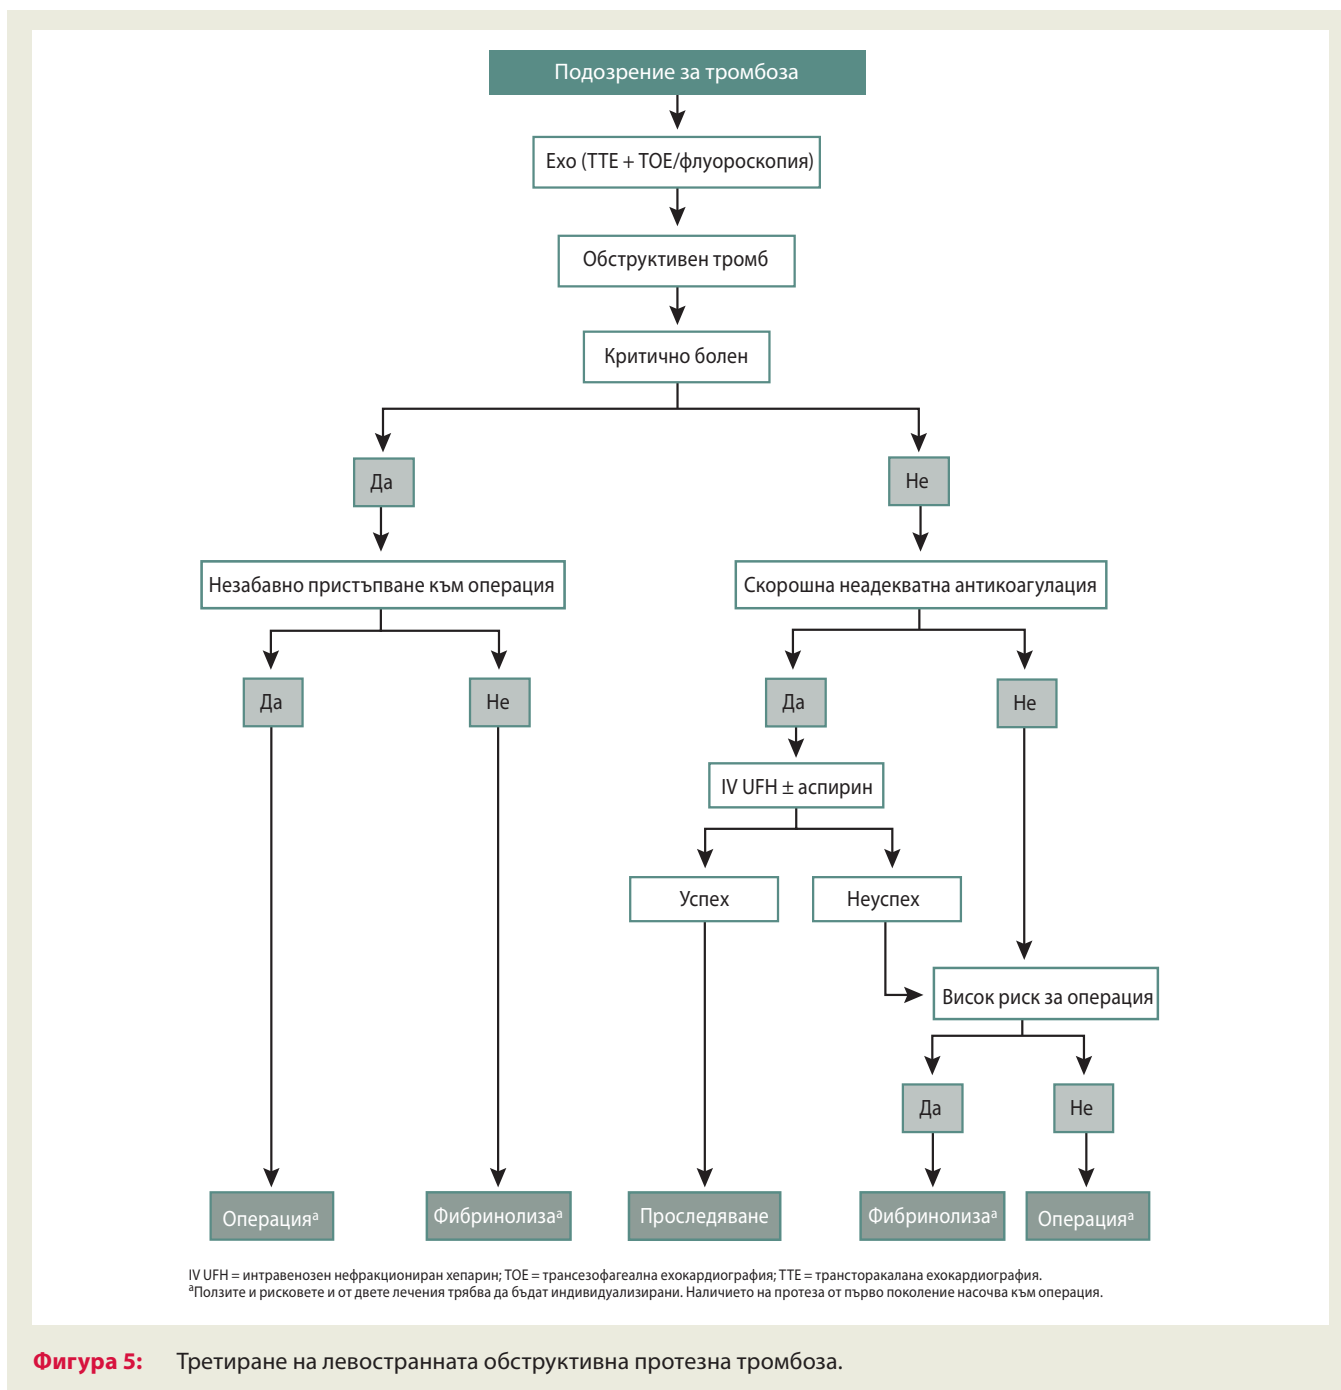 Подозрение за тромбоза
Ехо (TTE + TOE/флуороскопия)
Обструктивен тромб
Критично болен
Да
Не
Незабавно пристъпване към операция
Скорошна неадекватна антикоагулация
Да
Не
Да
Не
IV UFH ± аспирин
Успех
Неуспех
Висок риск за операция
Да
Не
Операцияᵃ
Фибринолизаᵃ
Проследяване
Фибринолизаᵃ
Операцияᵃ
IV UFH = интравенозен нефракциониран хепарин; TOE = трансезофагеална ехокардиография; TTE = трансторакалана ехокардиография.
ᵃПолзите и рисковете и от двете лечения трябва да бъдат индивидуализирани. Наличието на протеза от първо поколение насочва към операция.
Фигура 5: Третиране на левостранната обструктивна протезна тромбоза.